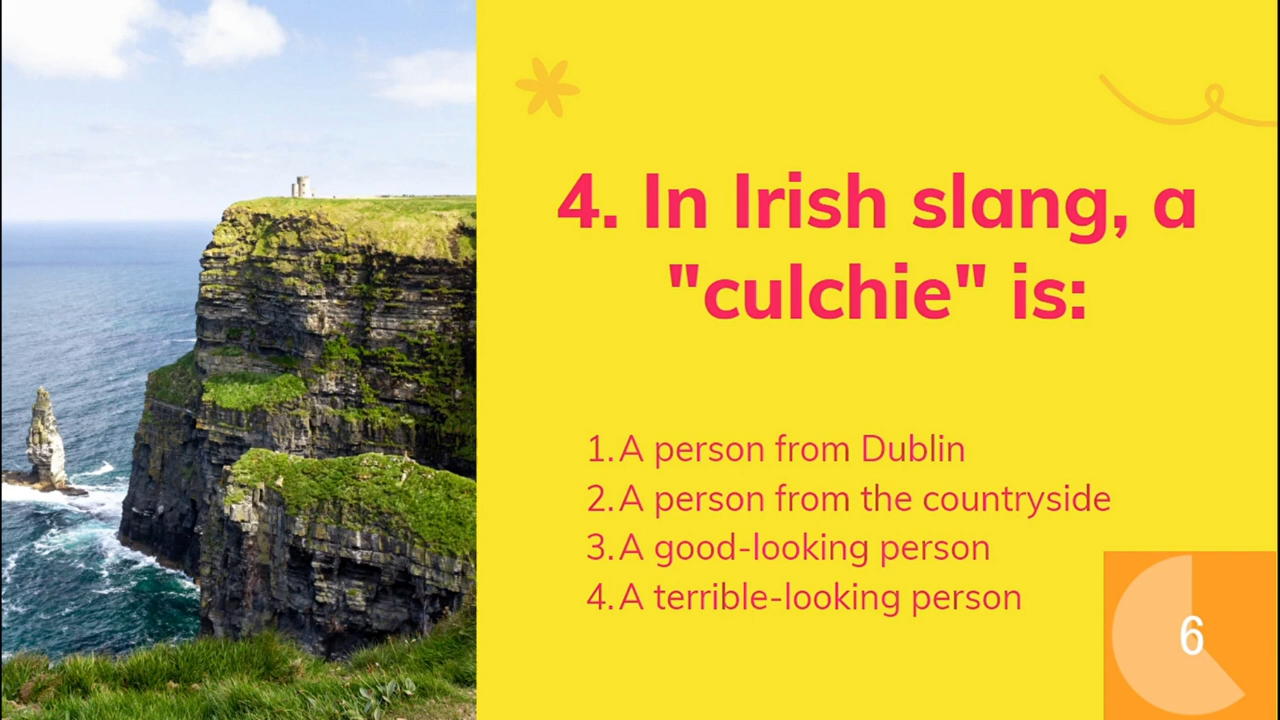 4. In Irish slang, a
"culchie" is:
1. A person from Dublin
2. A person from the countryside
3. A good-looking person
4. A terrible-looking person
6